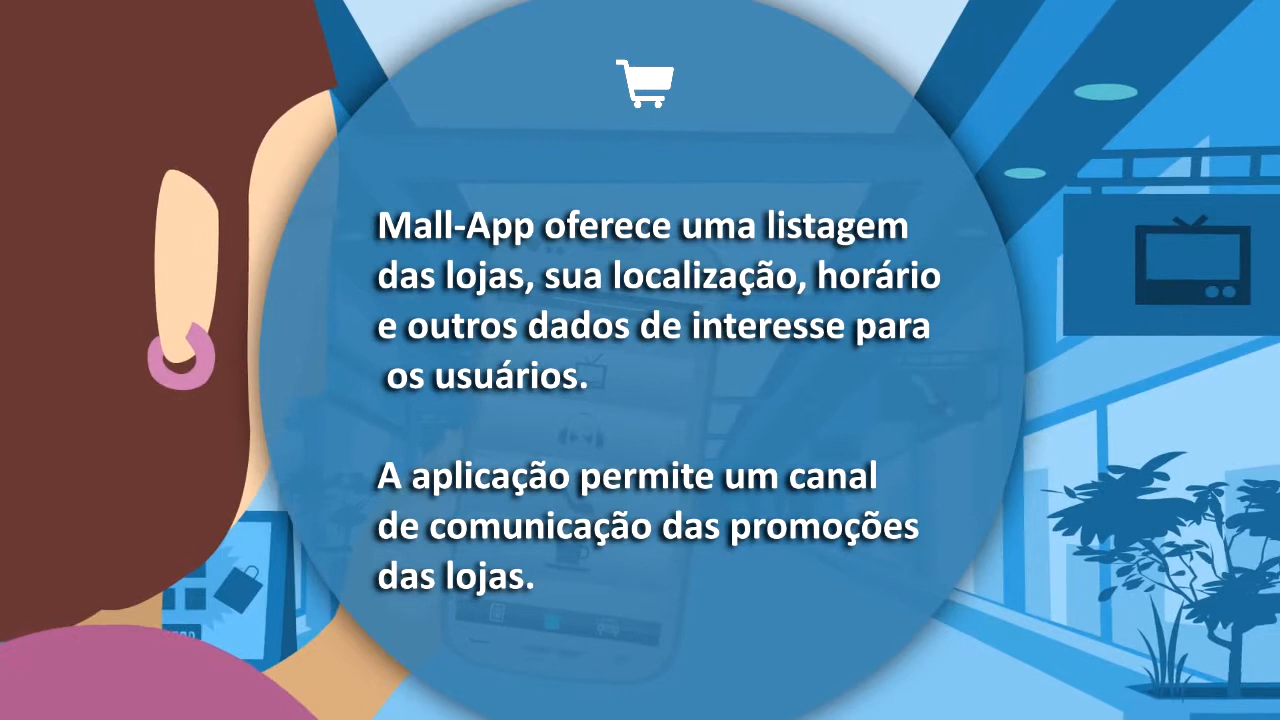 Mall-App oferece uma listagem
das lojas, sua localização, horário
e outros dados de interesse para
os usuários.
A aplicação permite um canal
de comunicação das promoções
das lojas.